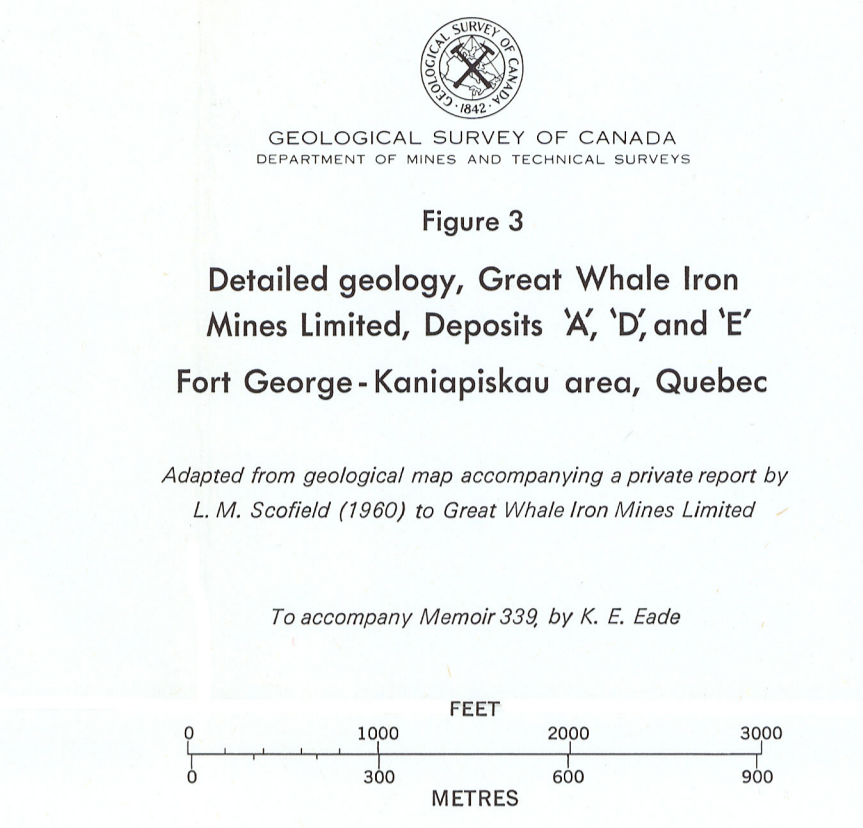 GEOLOGICAL SURVEY OF CANADA
· 1842 ·
GEOLOGICAL SURVEY OF CANADA
DEPARTMENT OF MINES AND TECHNICAL SURVEYS
Figure 3
Detailed geology, Great Whale Iron
Mines Limited, Deposits ‘A’, ‘D’, and ‘E’
Fort George-Kaniapiskau area, Quebec
Adapted from geological map accompanying a private report by
L. M. Scofield (1960) to Great Whale Iron Mines Limited
To accompany Memoir 339, by K. E. Eade
FEET
0 1000 2000 3000
0 300 600 900
METRES